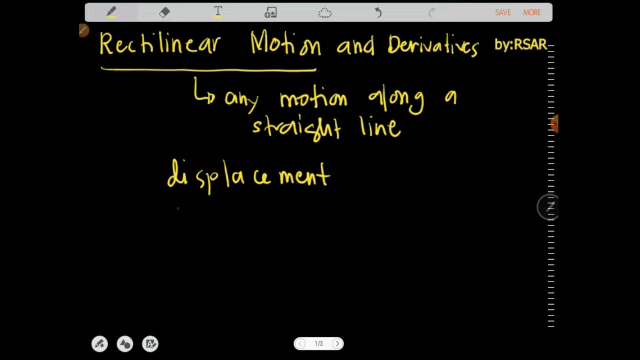 SAVE MORE
Rectilinear Motion and Derivatives by:RSAR
↳ any motion along a
straight line
displacement
1/3